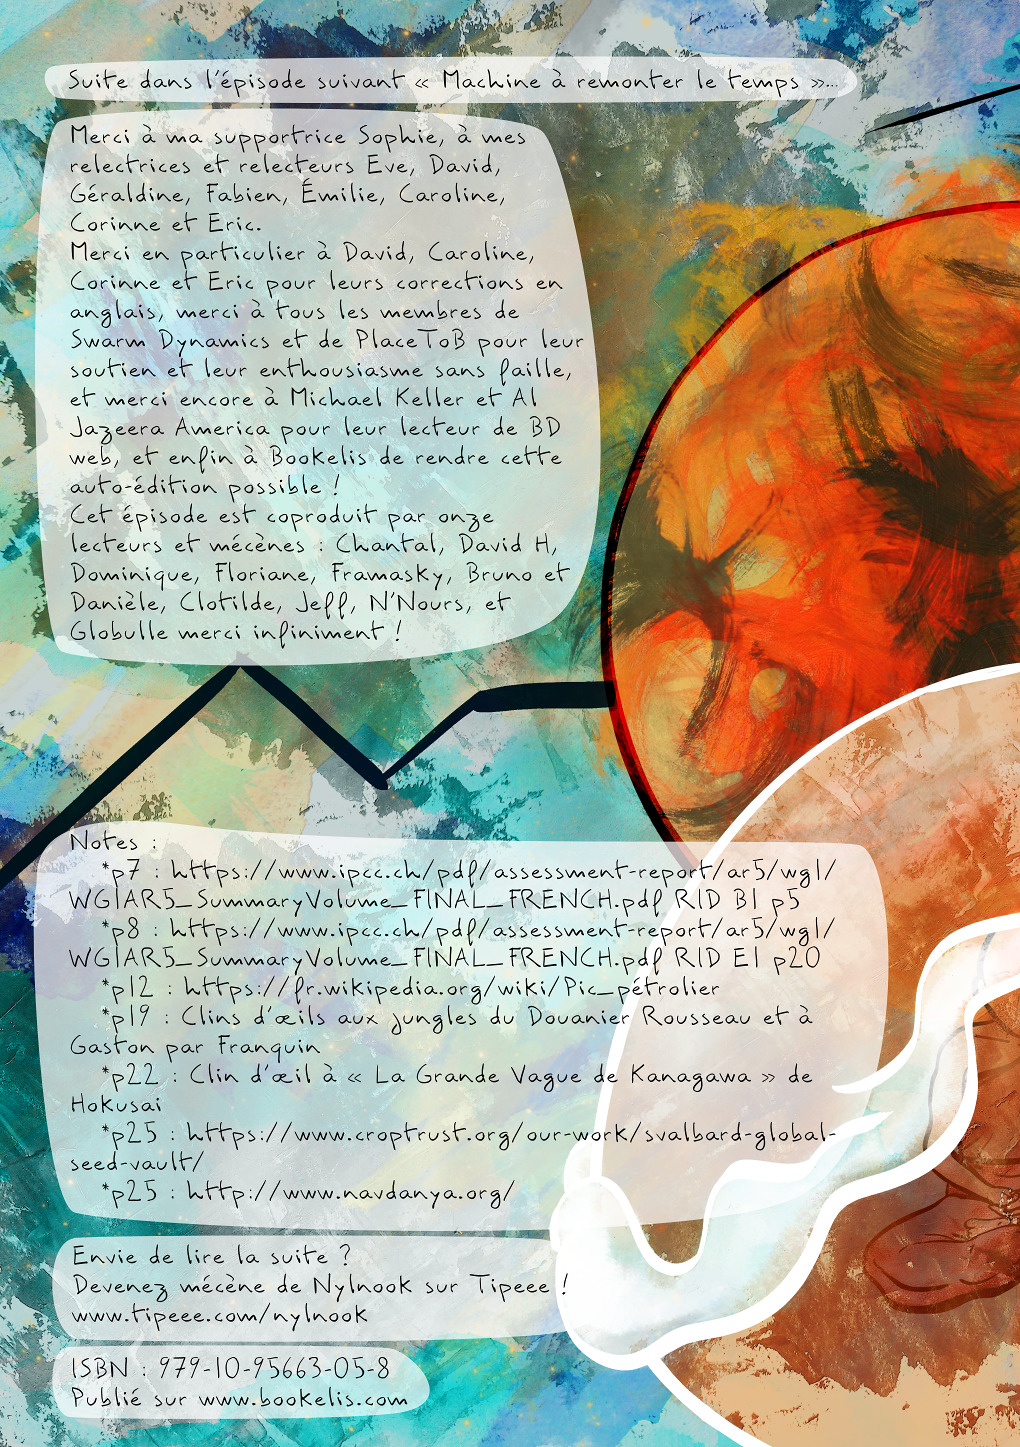 Suite dans l'épisode suivant « Machine à remonter le temps »...
Merci à ma supportrice Sophie, à mes
relectrices et relecteurs Eve, David,
Géraldine, Fabien, Émilie, Caroline,
Corinne et Eric.
Merci en particulier à David, Caroline,
Corinne et Eric pour leurs corrections en
anglais, merci à tous les membres de
Swarm Dynamics et de PlaceToB pour leur
soutien et leur enthousiasme sans faille,
et merci encore à Michael Keller et Al
Jazeera America pour leur lecteur de BD
web, et enfin à Bookelis de rendre cette
auto-édition possible !
Cet épisode est coproduit par onze
lecteurs et mécènes : Chantal, David H,
Dominique, Floriane, Framasky, Bruno et
Danièle, Clotilde, Jeff, N'Nours, et
Globulle merci infiniment !
Notes :
*p7 : https://www.ipcc.ch/pdf/assessment-report/ar5/wg1/
WG1AR5_SummaryVolume_FINAL_FRENCH.pdf RID B1 p5
*p8 : https://www.ipcc.ch/pdf/assessment-report/ar5/wg1/
WG1AR5_SummaryVolume_FINAL_FRENCH.pdf RID E1 p20
*p12 : https://fr.wikipedia.org/wiki/Pic_pétrolier
*p19 : Clins d'œils aux jungles du Douanier Rousseau et à
Gaston par Franquin
*p22 : Clin d'œil à « La Grande Vague de Kanagawa » de
Hokusai
*p25 : https://www.croptrust.org/our-work/svalbard-global-
seed-vault/
*p25 : http://www.navdanya.org/
Envie de lire la suite ?
Devenez mécène de Nylnook sur Tipeee !
www.tipeee.com/nylnook
ISBN : 979-10-95663-05-8
Publié sur www.bookelis.com